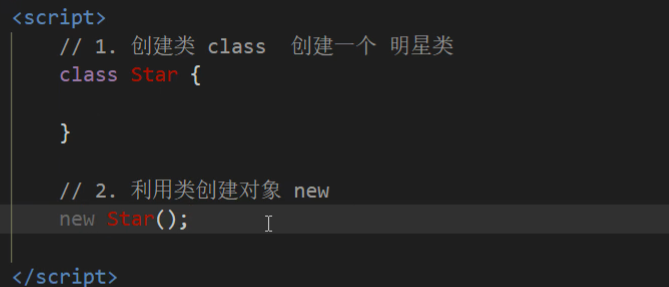 <script>
// 1. 创建类 class  创建一个 明星类
class Star {
}
// 2. 利用类创建对象 new
new Star();
</script>